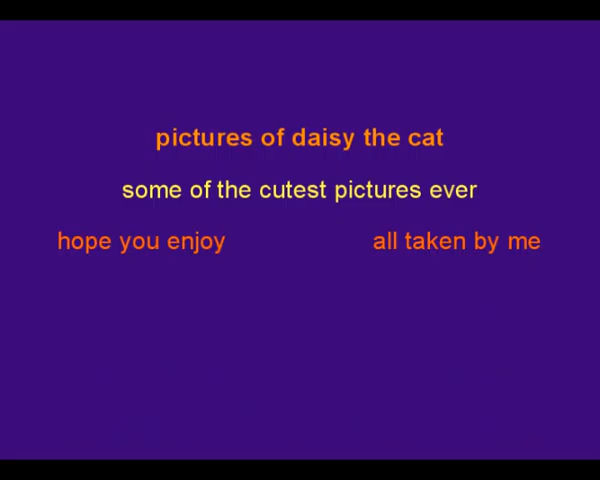 pictures of daisy the cat
some of the cutest pictures ever
hope you enjoy all taken by me